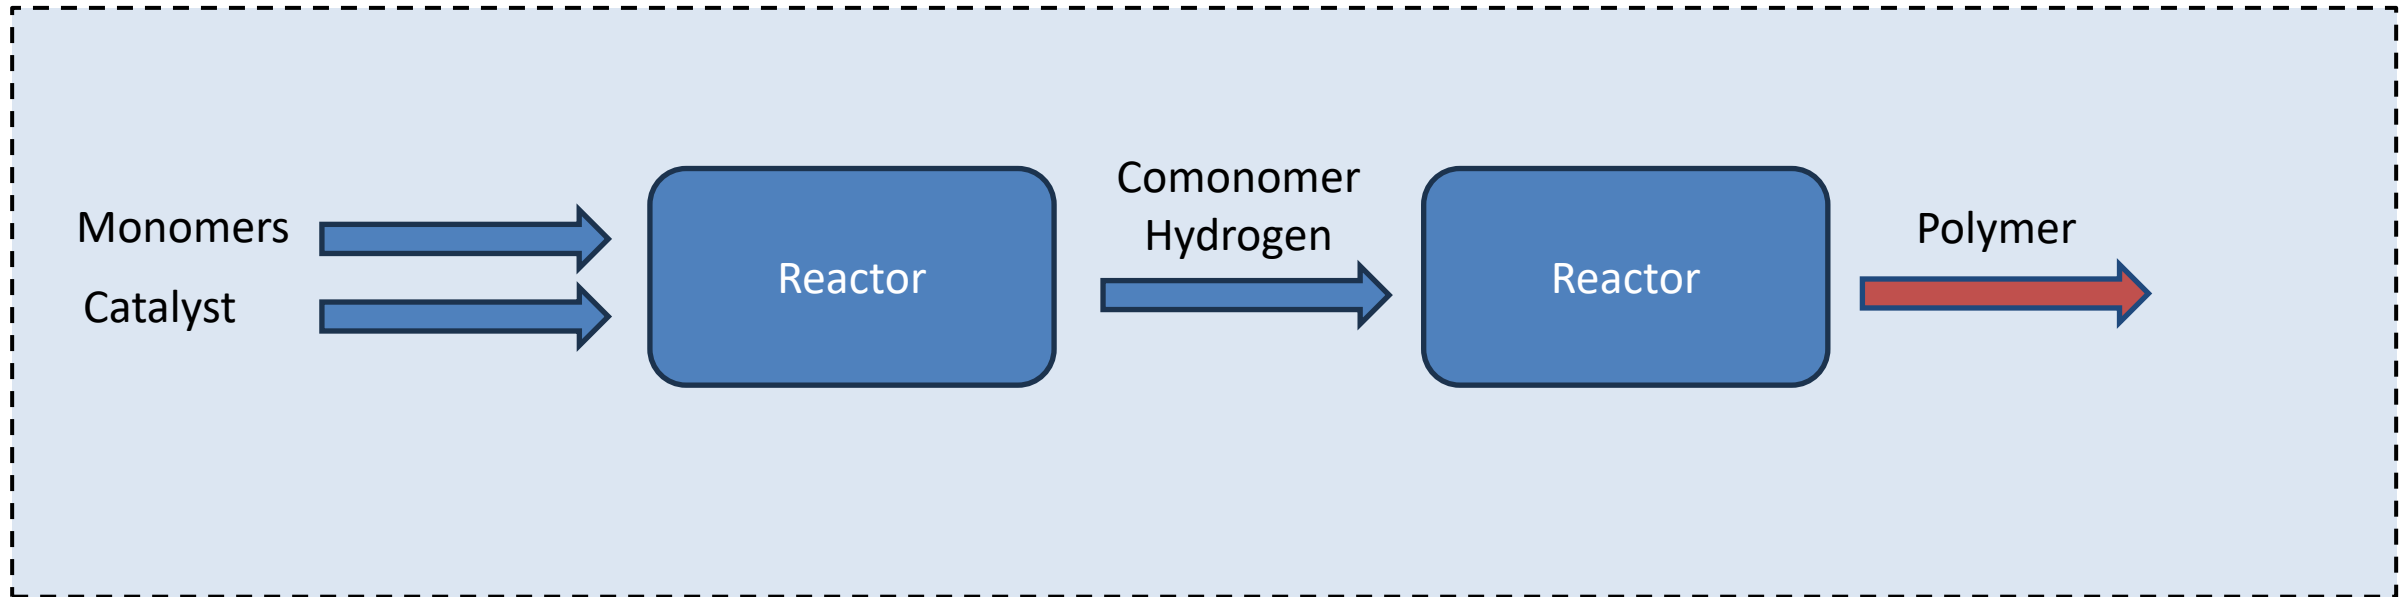 Monomers
Catalyst
Reactor
Comonomer
Hydrogen
Reactor
Polymer